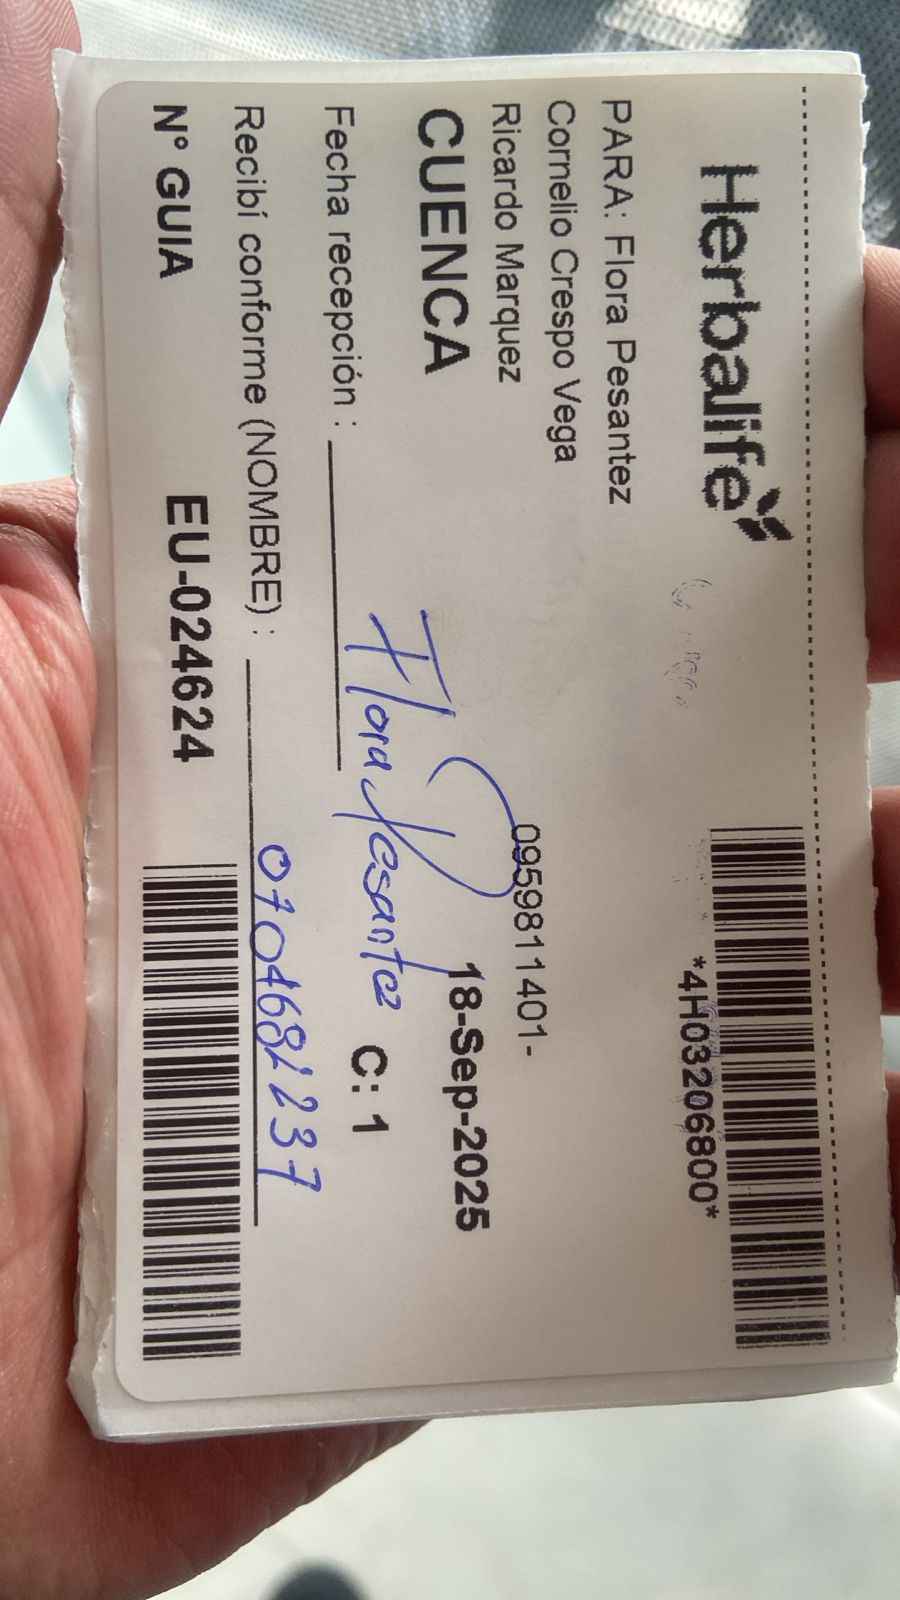 Herbalife
*4H03206800*
PARA: Flora Pesantez
Cornelio Crespo Vega
0959811401-
Ricardo Marquez
CUENCA
18-Sep-2025
Flora Pesantez
Fecha recepción :
C: 1
Recibí conforme (NOMBRE) :
N° GUIA
EU-024624